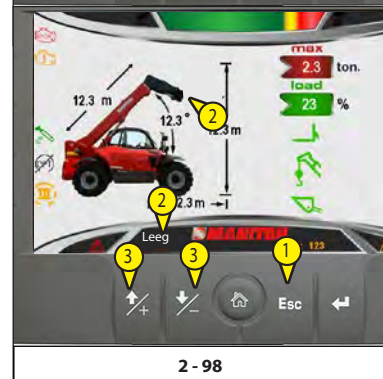 max
2.3 ton.
load
23 %
12.3 m
12.3°
12.3 m
2
2.3 m
2
Leeg
MANITOU
123
3
3
1
+
-
Esc
2 - 98